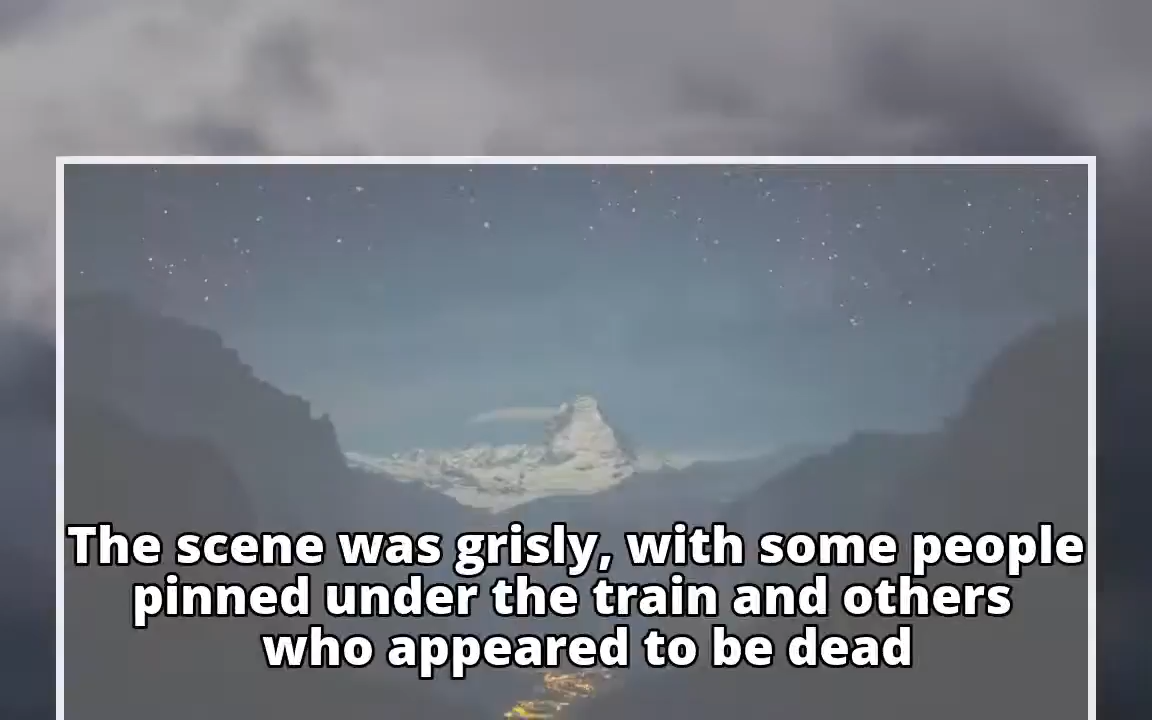 The scene was grisly, with some people
pinned under the train and others
who appeared to be dead